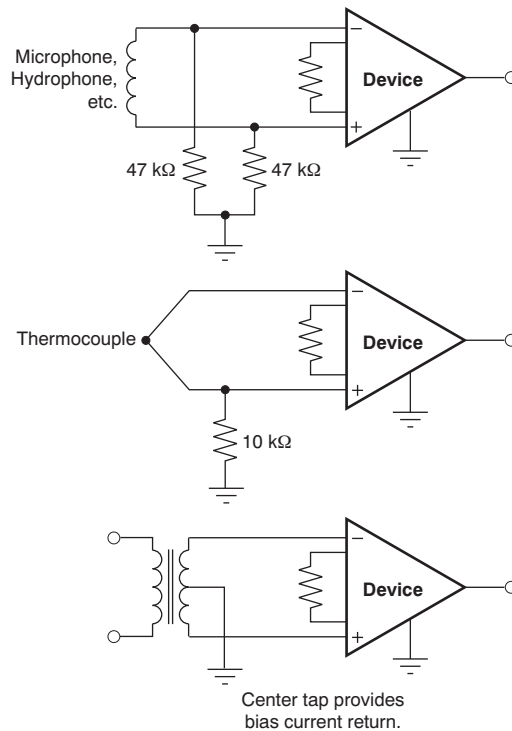 Microphone,
Hydrophone,
etc.
−
Device
+
47 kΩ
47 kΩ
Thermocouple
−
Device
+
10 kΩ
−
Device
+
Center tap provides
bias current return.